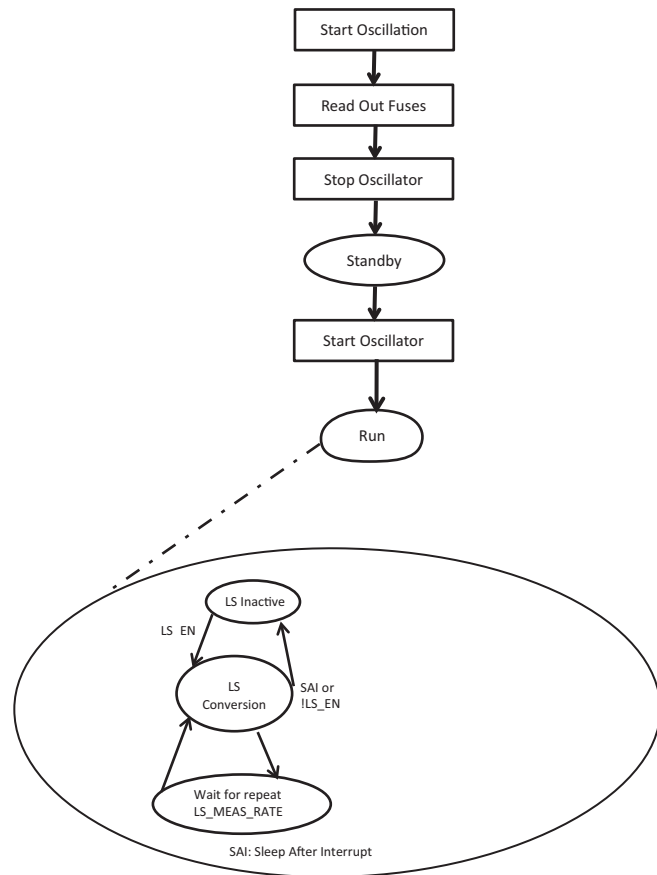 Start Oscillation
Read Out Fuses
Stop Oscillator
Standby
Start Oscillator
Run
LS Inactive
LS EN
LS
Conversion
SAI or
!LS_EN
Wait for repeat
LS_MEAS_RATE
SAI: Sleep After Interrupt